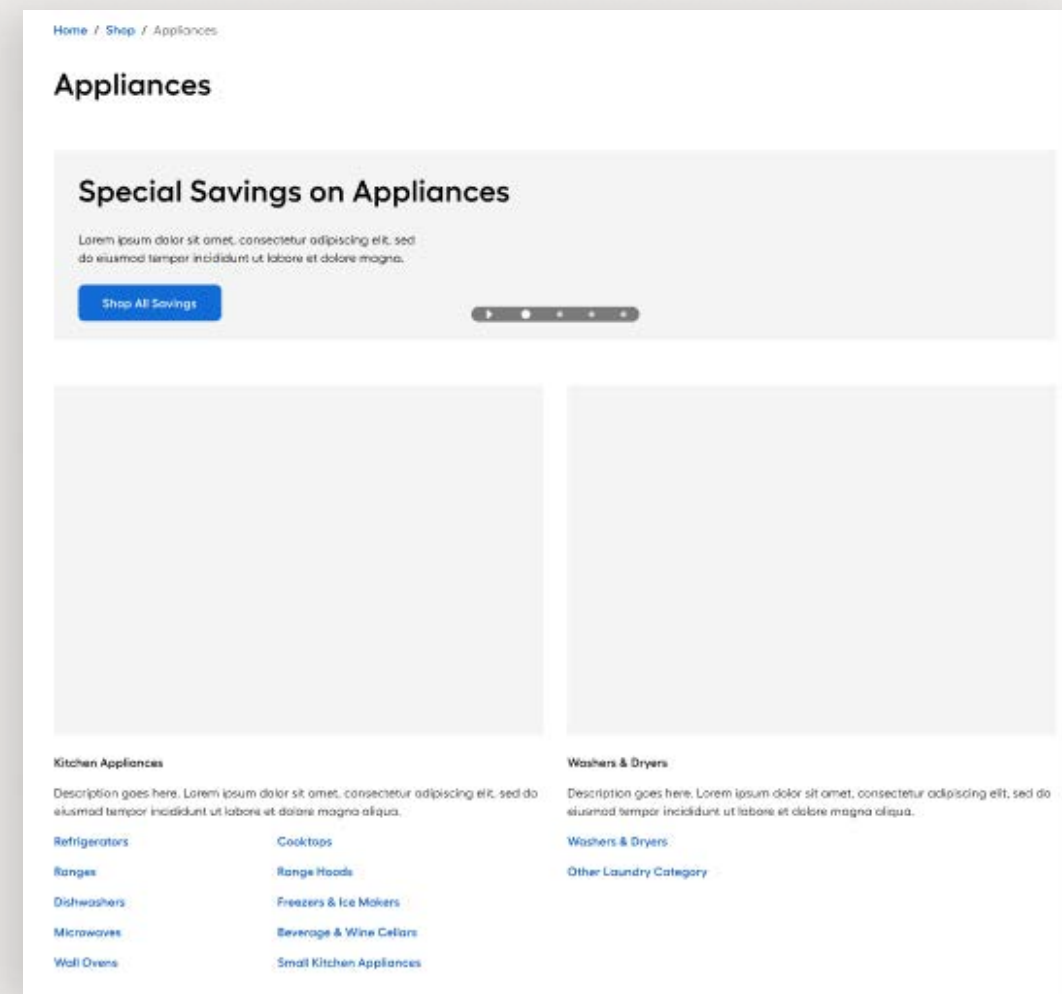 Home / Shop / Appliances
Appliances
Special Savings on Appliances
Lorem ipsum dolor sit amet, consectetur adipiscing elit, sed
do eiusmod tempor incididunt ut labore et dolore magna.
Shop All Savings
Kitchen Appliances
Description goes here. Lorem ipsum dolor sit amet, consectetur adipiscing elit, sed do
eiusmod tempor incididunt ut labore et dolore magna aliqua.
Refrigerators
Ranges
Dishwashers
Microwaves
Wall Ovens
Cooktops
Range Hoods
Freezers & Ice Makers
Beverage & Wine Cellars
Small Kitchen Appliances
Washers & Dryers
Description goes here. Lorem ipsum dolor sit amet, consectetur adipiscing elit, sed do
eiusmod tempor incididunt ut labore et dolore magna aliqua.
Washers & Dryers
Other Laundry Category